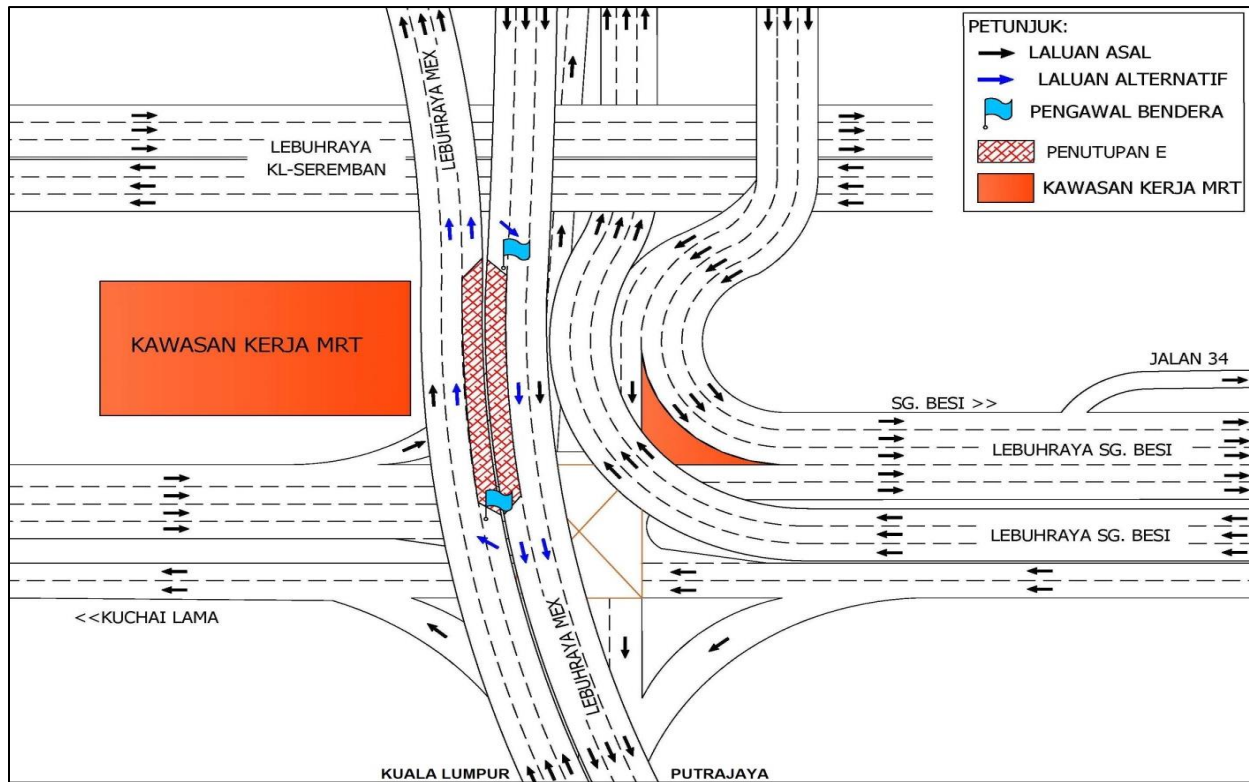 PETUNJUK:
LALUAN ASAL
LALUAN ALTERNATIF
PENGAWAL BENDERA
PENUTUPAN E
KAWASAN KERJA MRT
LEBUHRAYA MEX
LEBUHRAYA
KL-SEREMBAN
KAWASAN KERJA MRT
JALAN 34
SG. BESI >>
LEBUHRAYA SG. BESI
LEBUHRAYA SG. BESI
<<KUCHAI LAMA
LEBUHRAYA MEX
KUALA LUMPUR
PUTRAJAYA